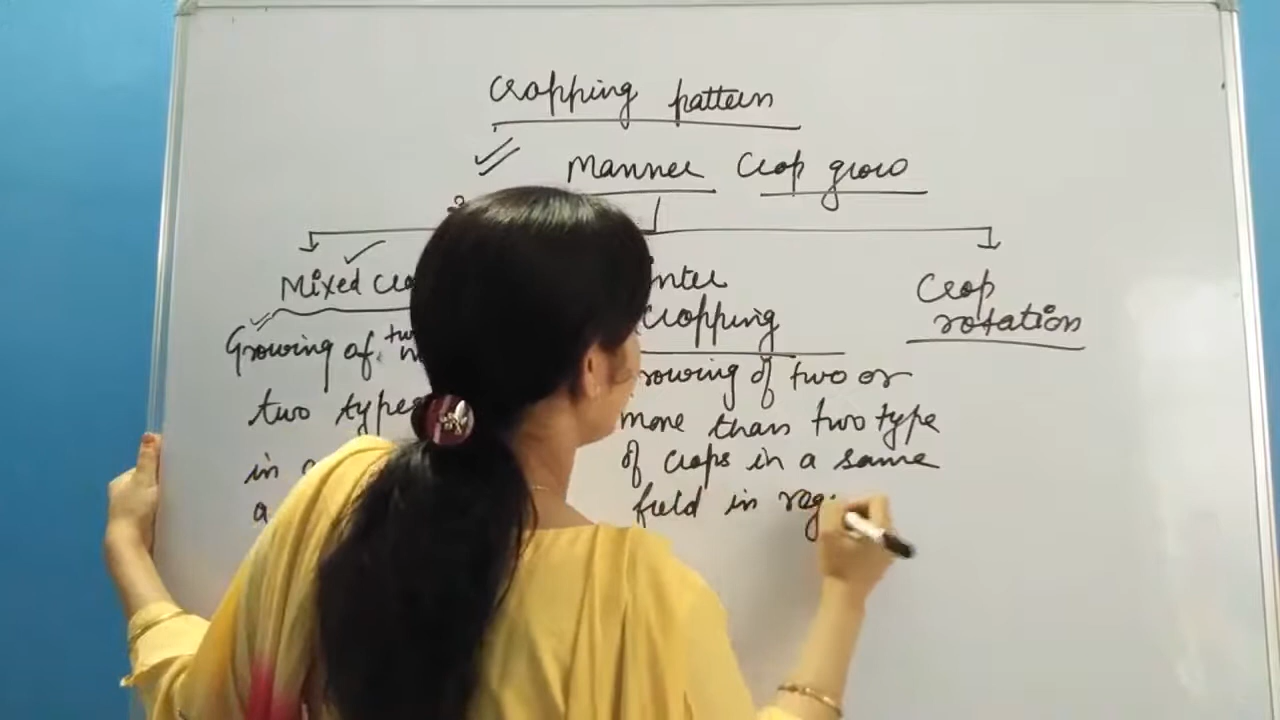 Cropping pattern
Manner Crop grow
Mixed
Inter
Cropping
Crop
rotation
Growing of two
two types
in a
a
Growing of two or
more than two type
of crops in a same
field in reg